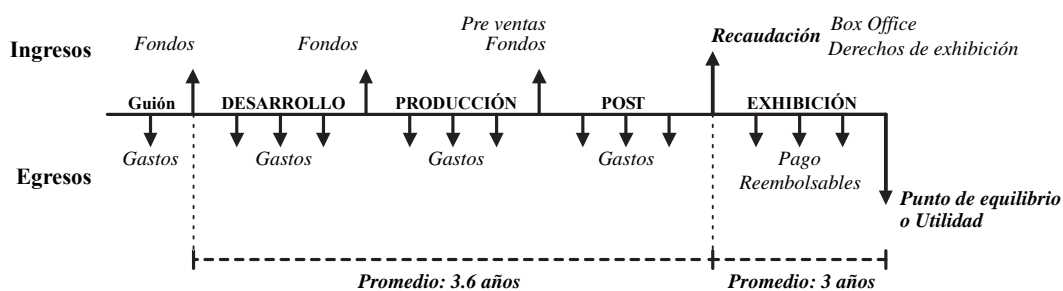 Pre ventas
Box Office
Ingresos
Fondos
Fondos
Fondos
Recaudación
Derechos de exhibición
Guión
DESARROLLO
PRODUCCIÓN
POST
EXHIBICIÓN
Gastos
Gastos
Gastos
Gastos
Pago
Reembolsables
Egresos
Punto de equilibrio
o Utilidad
Promedio: 3.6 años
Promedio: 3 años